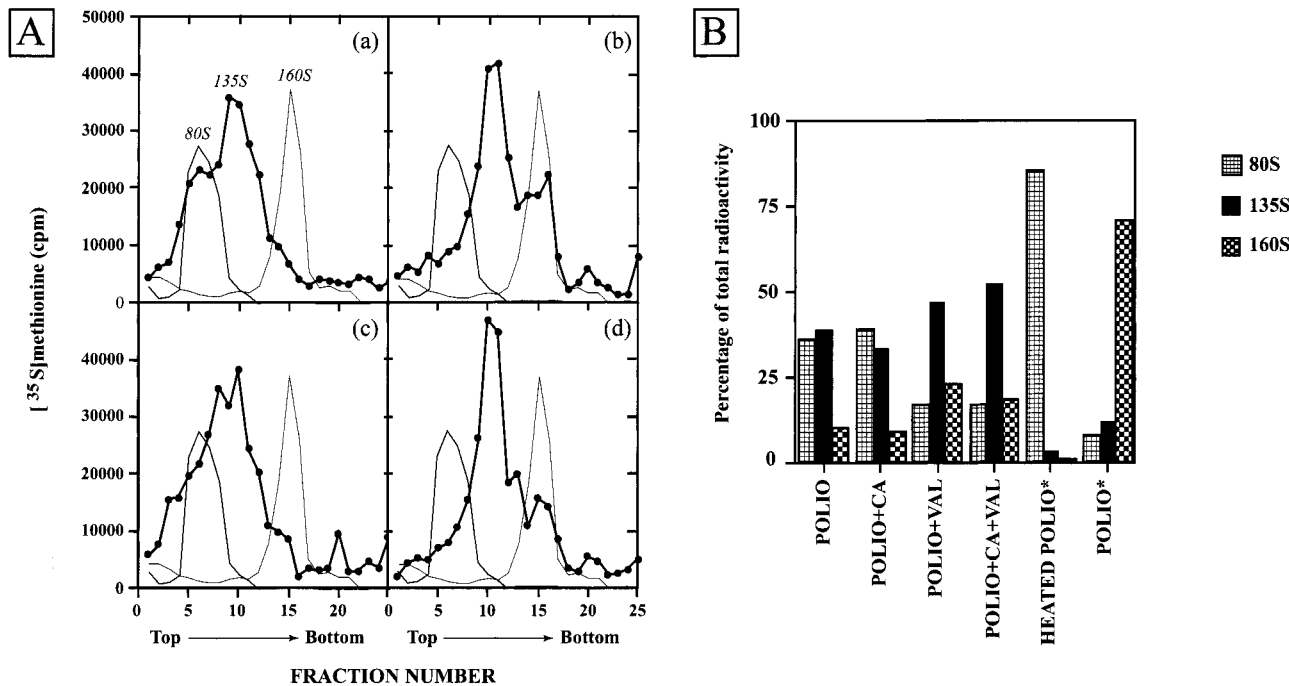 A
50000
40000
30000
20000
10000
0
40000
30000
20000
10000
0
[ ³⁵S]methionine (cpm)
(a)
80S
135S
160S
(b)
(c)
(d)
0 5 10 15 20 0 5 10 15 20 25
Top Bottom Top Bottom
FRACTION NUMBER
B
100
75
50
25
0
Percentage of total radioactivity
POLIO
POLIO+CA
POLIO+VAL
POLIO+CA+VAL
HEATED POLIO*
POLIO*
80S
135S
160S